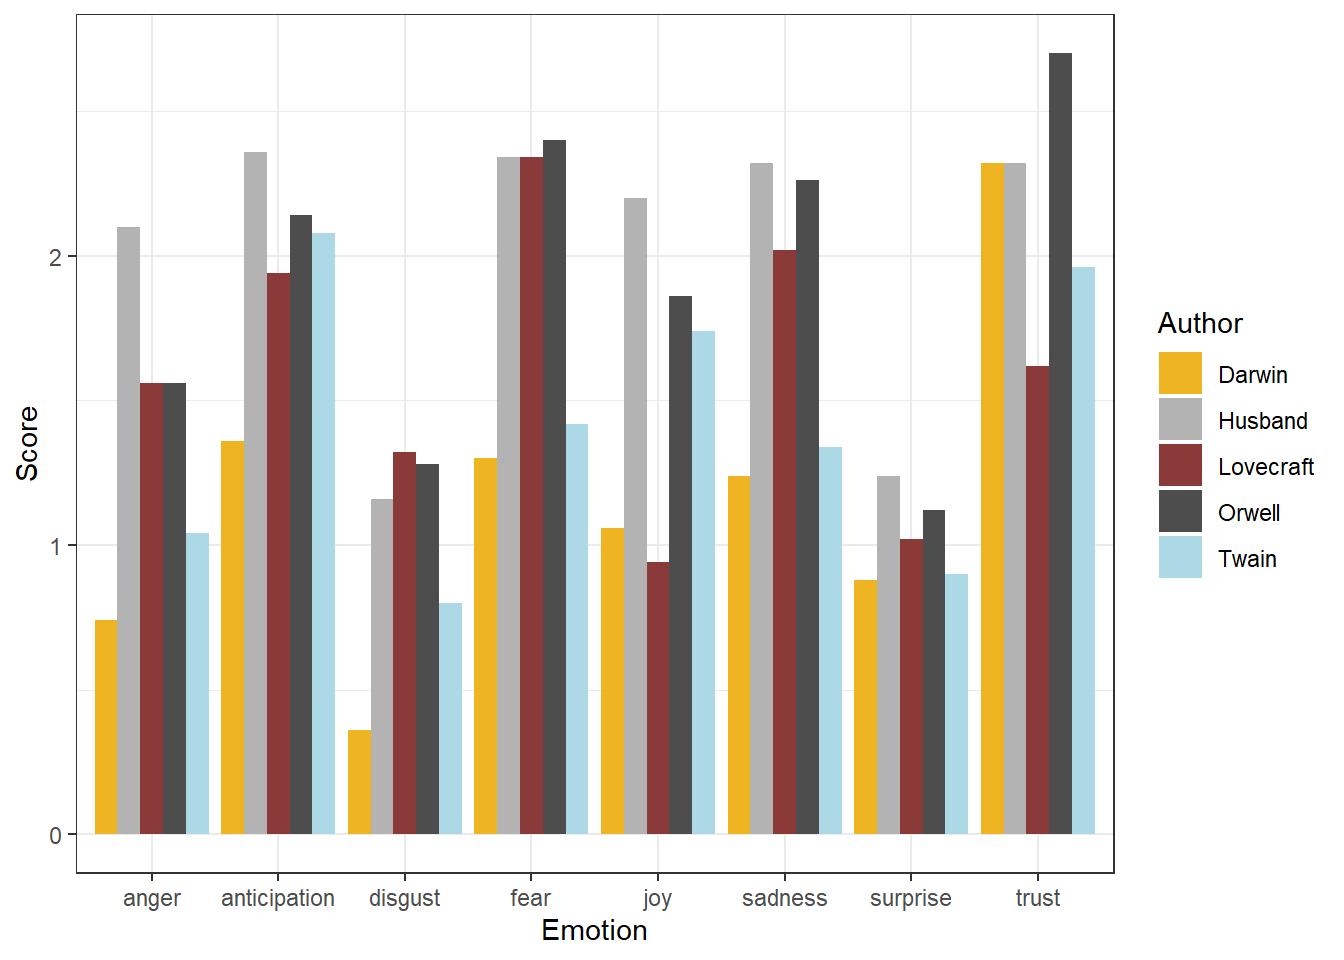 2
1
0
Score
anger
anticipation
disgust
fear
joy
sadness
surprise
trust
Emotion
Author
Darwin
Husband
Lovecraft
Orwell
Twain